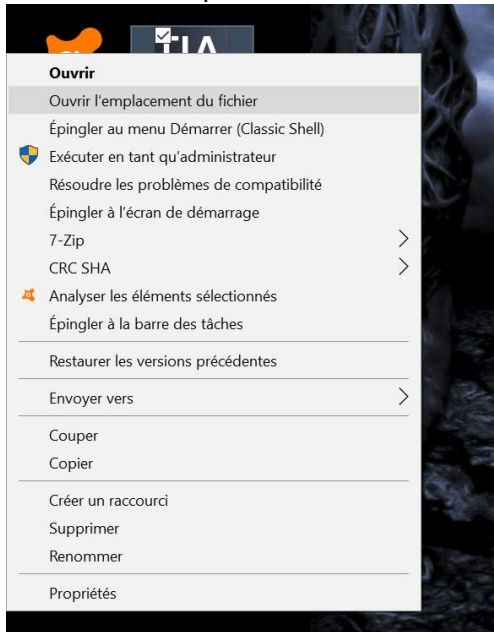 TIA
Ouvrir
Ouvrir l'emplacement du fichier
Épingler au menu Démarrer (Classic Shell)
Exécuter en tant qu'administrateur
Résoudre les problèmes de compatibilité
Épingler à l'écran de démarrage
7-Zip
CRC SHA
Analyser les éléments sélectionnés
Épingler à la barre des tâches
Restaurer les versions précédentes
Envoyer vers
Couper
Copier
Créer un raccourci
Supprimer
Renommer
Propriétés